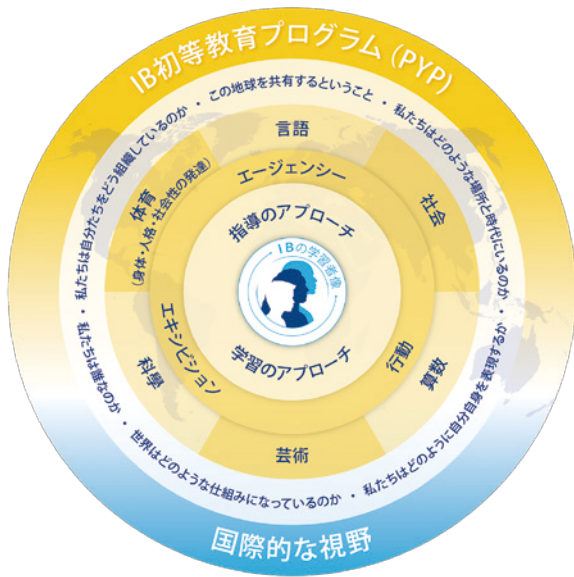 IB初等教育プログラム（PYP）
この地球を共有するということ・
私たちはどのような場所と時代にいるのか・
私たちはどのように自分自身を表現するか・
世界はどのような仕組みになっているのか・
私たちは誰なのか・
私たちは自分たちをどう組織しているのか・
言語
社会
算数
芸術
科學
体育
（身体・人格・社会性の発達）
エージェンシー
行動
エキシビション
指導のアプローチ
IBの学習者像
学習のアプローチ
国際的な視野